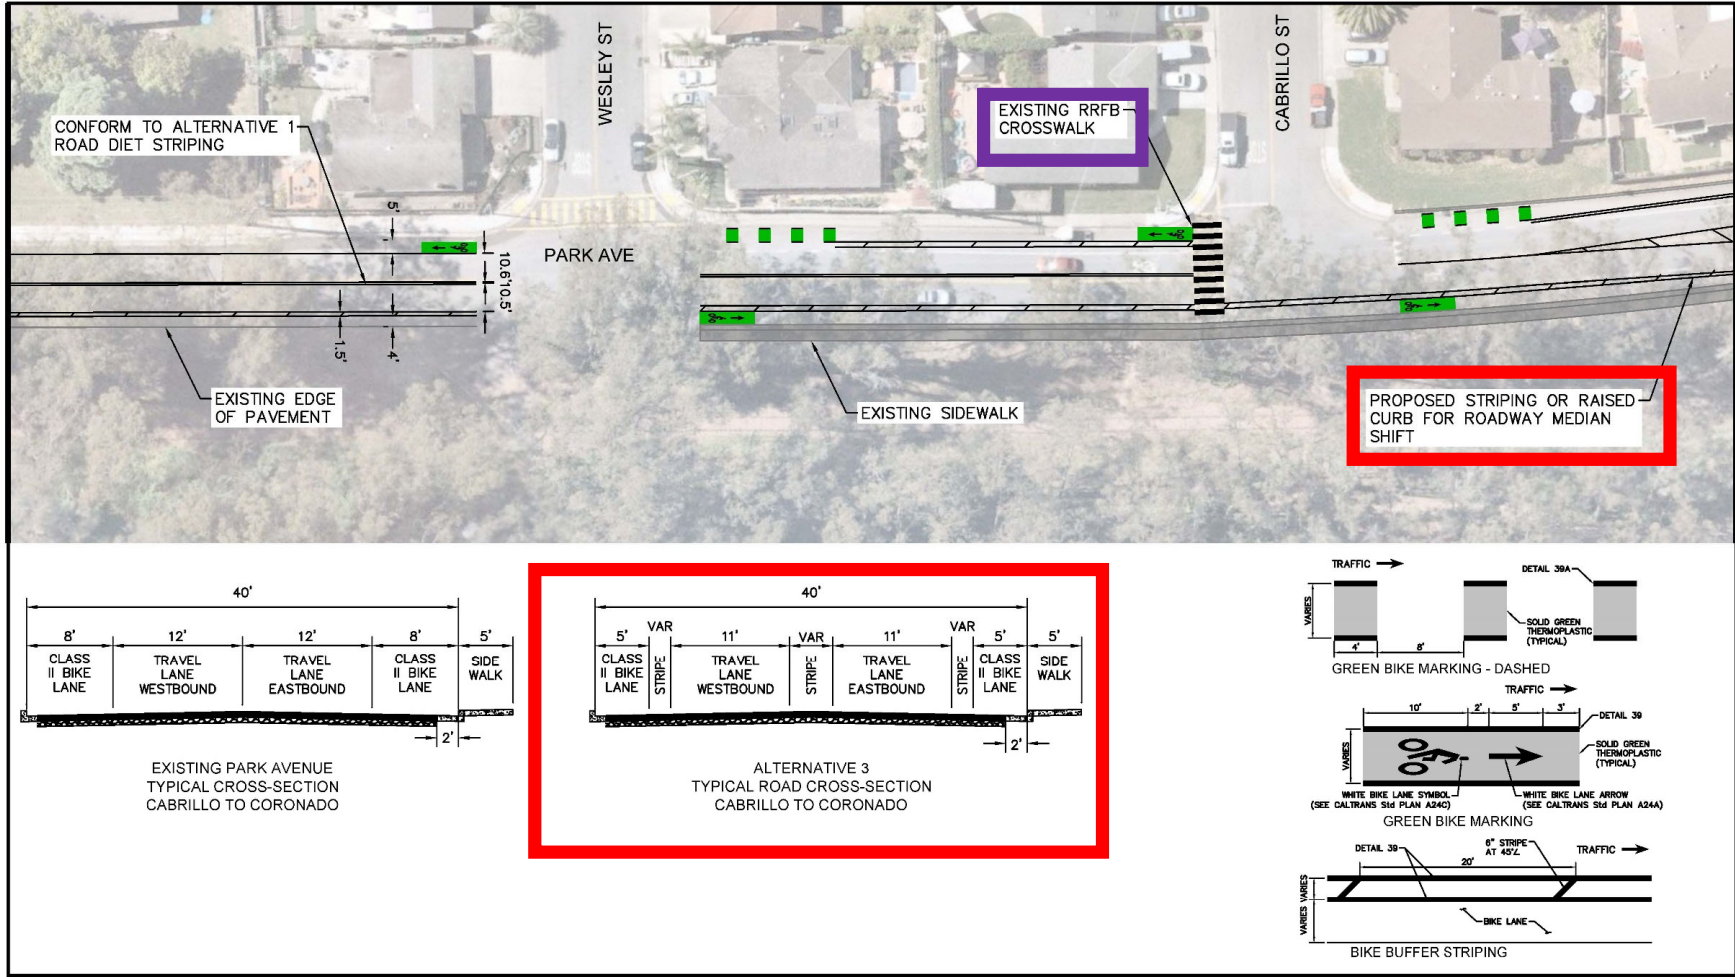 WESLEY ST
CABRILLO ST
CONFORM TO ALTERNATIVE 1
ROAD DIET STRIPING
EXISTING RRFB
CROSSWALK
PARK AVE
5'
10.6'
10.5'
1.5'
4'
EXISTING EDGE
OF PAVEMENT
EXISTING SIDEWALK
PROPOSED STRIPING OR RAISED
CURB FOR ROADWAY MEDIAN
SHIFT
40'
8'
12'
12'
8'
5'
CLASS
II BIKE
LANE
TRAVEL
LANE
WESTBOUND
TRAVEL
LANE
EASTBOUND
CLASS
II BIKE
LANE
SIDE
WALK
2'
EXISTING PARK AVENUE
TYPICAL CROSS-SECTION
CABRILLO TO CORONADO
40'
5'
VAR
11'
VAR
11'
VAR
5'
5'
CLASS
II BIKE
LANE
STRIPE
TRAVEL
LANE
WESTBOUND
STRIPE
TRAVEL
LANE
EASTBOUND
STRIPE
CLASS
II BIKE
LANE
SIDE
WALK
2'
ALTERNATIVE 3
TYPICAL ROAD CROSS-SECTION
CABRILLO TO CORONADO
TRAFFIC
DETAIL 39A
VARIES
SOLID GREEN
THERMOPLASTIC
(TYPICAL)
4'
8'
GREEN BIKE MARKING - DASHED
TRAFFIC
10'
2'
5'
3'
DETAIL 39
VARIES
SOLID GREEN
THERMOPLASTIC
(TYPICAL)
WHITE BIKE LANE SYMBOL
(SEE CALTRANS Std PLAN A24C)
WHITE BIKE LANE ARROW
(SEE CALTRANS Std PLAN A24A)
GREEN BIKE MARKING
DETAIL 39
6" STRIPE
AT 45°∠
TRAFFIC
20'
VARIES
VARIES
BIKE LANE
BIKE BUFFER STRIPING